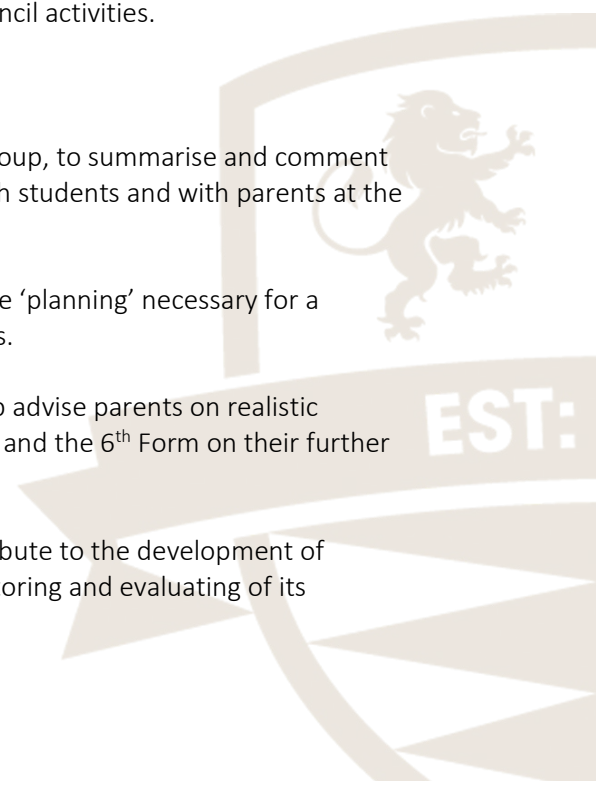 ncil activities.
oup, to summarise and comment
h students and with parents at the
e ‘planning’ necessary for a
s.
o advise parents on realistic
and the 6th Form on their further
bute to the development of
oring and evaluating of its
EST: